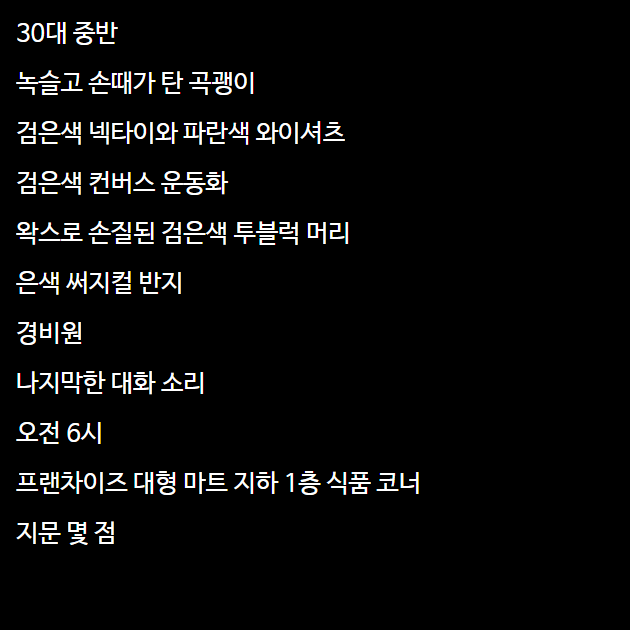 30대 중반
녹슬고 손때가 탄 곡괭이
검은색 넥타이와 파란색 와이셔츠
검은색 컨버스 운동화
왁스로 손질된 검은색 투블럭 머리
은색 써지컬 반지
경비원
나지막한 대화 소리
오전 6시
프랜차이즈 대형 마트 지하 1층 식품 코너
지문 몇 점